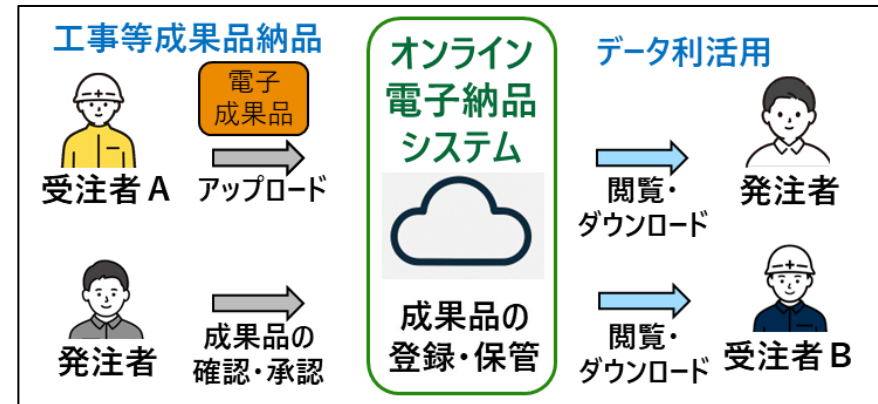 工事等成果品納品
電子
成果品
受注者A
アップロード
発注者
成果品の
確認・承認
オンライン
電子納品
システム
成果品の
登録・保管
データ利活用
閲覧・
ダウンロード
発注者
閲覧・
ダウンロード
受注者B